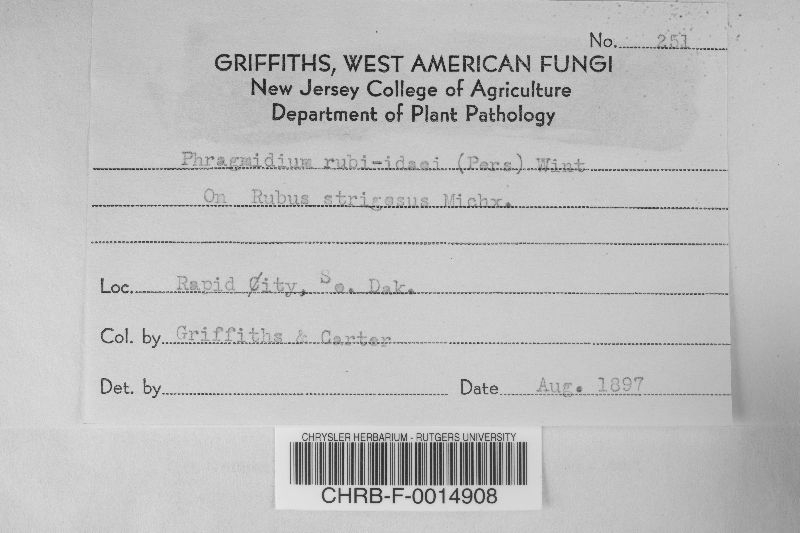 No. 251
GRIFFITHS, WEST AMERICAN FUNGI
New Jersey College of Agriculture
Department of Plant Pathology
Phragmidium rubi-idaei (Pers) Wint
On Rubus strigesus Michx.
Loc. Rapid City, So. Dak.
Col. by Griffiths & Carter
Det. by
Date Aug. 1897
CHRYSLER HERBARIUM - RUTGERS UNIVERSITY
CHRB-F-0014908